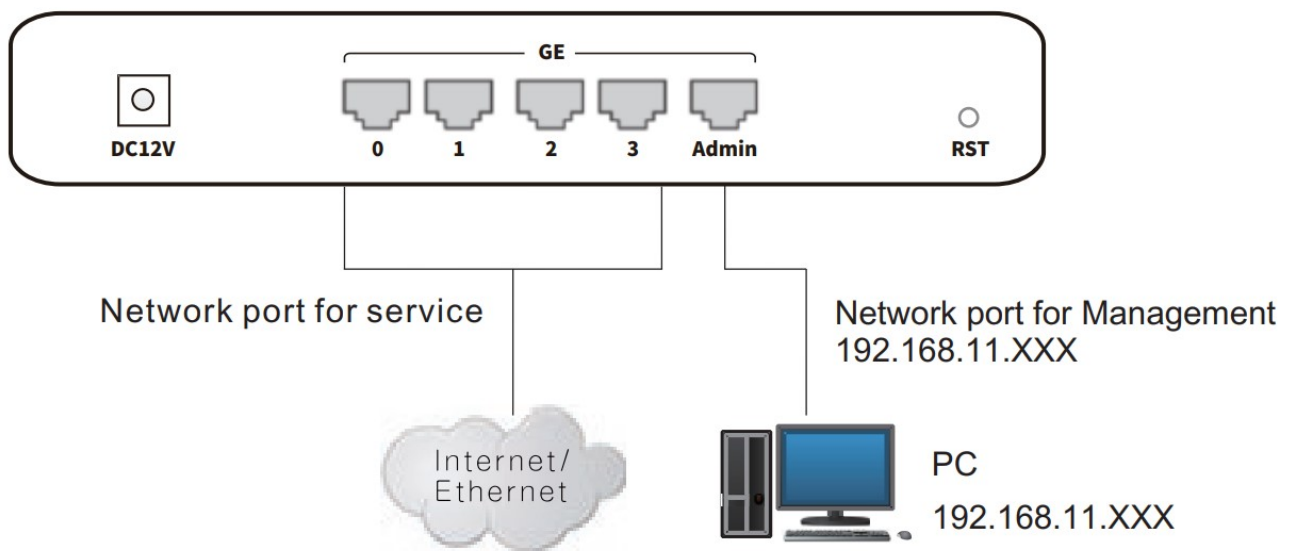 GE
DC12V
0 1 2 3 Admin
RST
Network port for service
Network port for Management
192.168.11.XXX
Internet/
Ethernet
PC
192.168.11.XXX